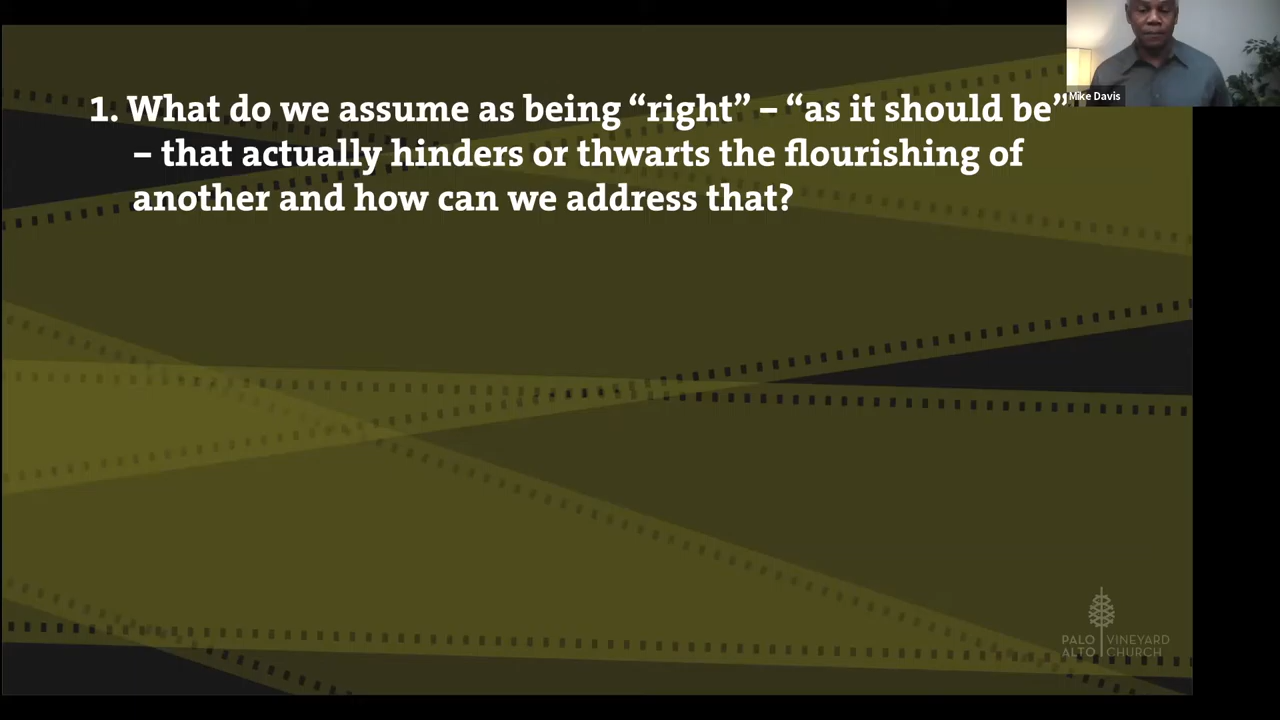 1. What do we assume as being “right” – “as it should be”
– that actually hinders or thwarts the flourishing of
another and how can we address that?
Mike Davis
PALO VINEYARD
ALTO CHURCH